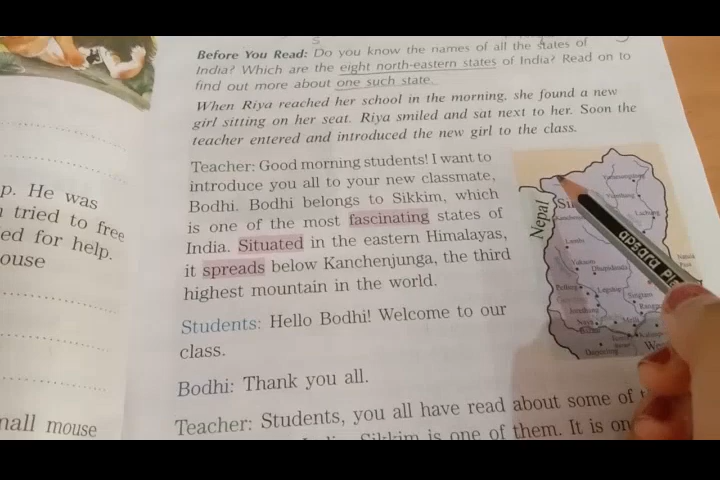 Before You Read: Do you know the names of all the states of
India? Which are the eight north-eastern states of India? Read on to
find out more about one such state.
When Riya reached her school in the morning, she found a new
girl sitting on her seat. Riya smiled and sat next to her. Soon the
teacher entered and introduced the new girl to the class.
Teacher: Good morning students! I want to
introduce you all to your new classmate,
Bodhi. Bodhi belongs to Sikkim, which
is one of the most fascinating states of
India. Situated in the eastern Himalayas,
it spreads below Kanchenjunga, the third
highest mountain in the world.
Students: Hello Bodhi! Welcome to our
class.
Bodhi: Thank you all.
Teacher: Students, you all have read about some of
Sikkim is one of them. It is on
p. He was
tried to free
ed for help.
ouse
mall mouse
Nepal
Lachung
Yuksam
Dhupidanda
Pelling
Singtam
Darjeeling
apsara Pl